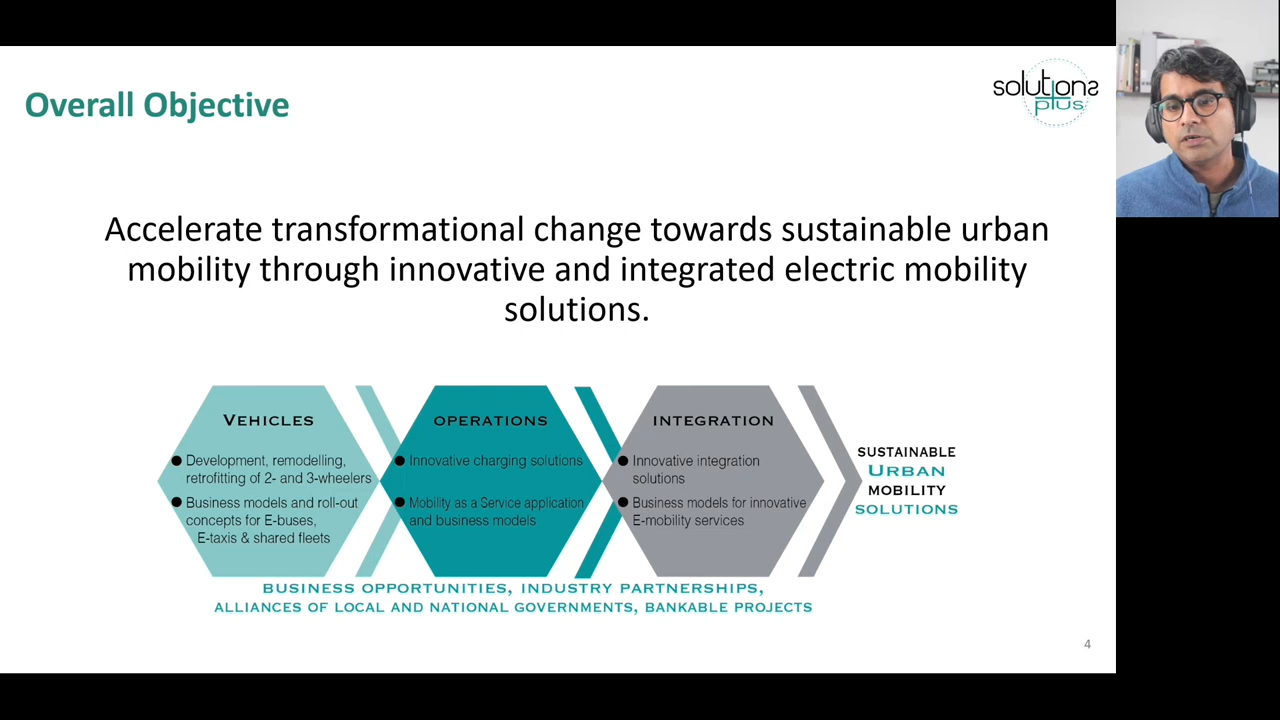 Overall Objective
solutions
plus
Accelerate transformational change towards sustainable urban
mobility through innovative and integrated electric mobility
solutions.
VEHICLES
● Development, remodelling,
retrofitting of 2- and 3-wheelers
● Business models and roll-out
concepts for E-buses,
E-taxis & shared fleets
OPERATIONS
● Innovative charging solutions
● Mobility as a Service application
and business models
INTEGRATION
● Innovative integration
solutions
● Business models for innovative
E-mobility services
SUSTAINABLE
URBAN
MOBILITY
SOLUTIONS
BUSINESS OPPORTUNITIES, INDUSTRY PARTNERSHIPS,
ALLIANCES OF LOCAL AND NATIONAL GOVERNMENTS, BANKABLE PROJECTS
4